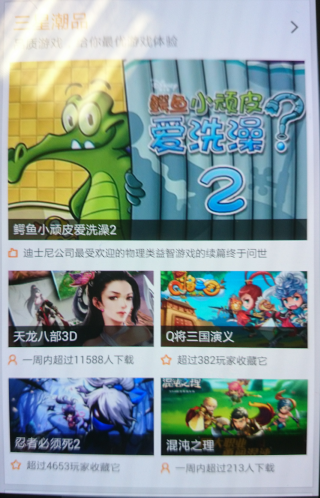 鳄鱼小顽皮
爱洗澡？
2
鳄鱼小顽皮爱洗澡2
迪士尼公司最受欢迎的物理类益智游戏的续篇终于问世
天龙八部3D
Q将三国演义
一周内超过11588人下载
超过382玩家收藏它
忍者必须死2
混沌之理
混沌之理
超过4653玩家收藏它
一周内超过213人下载